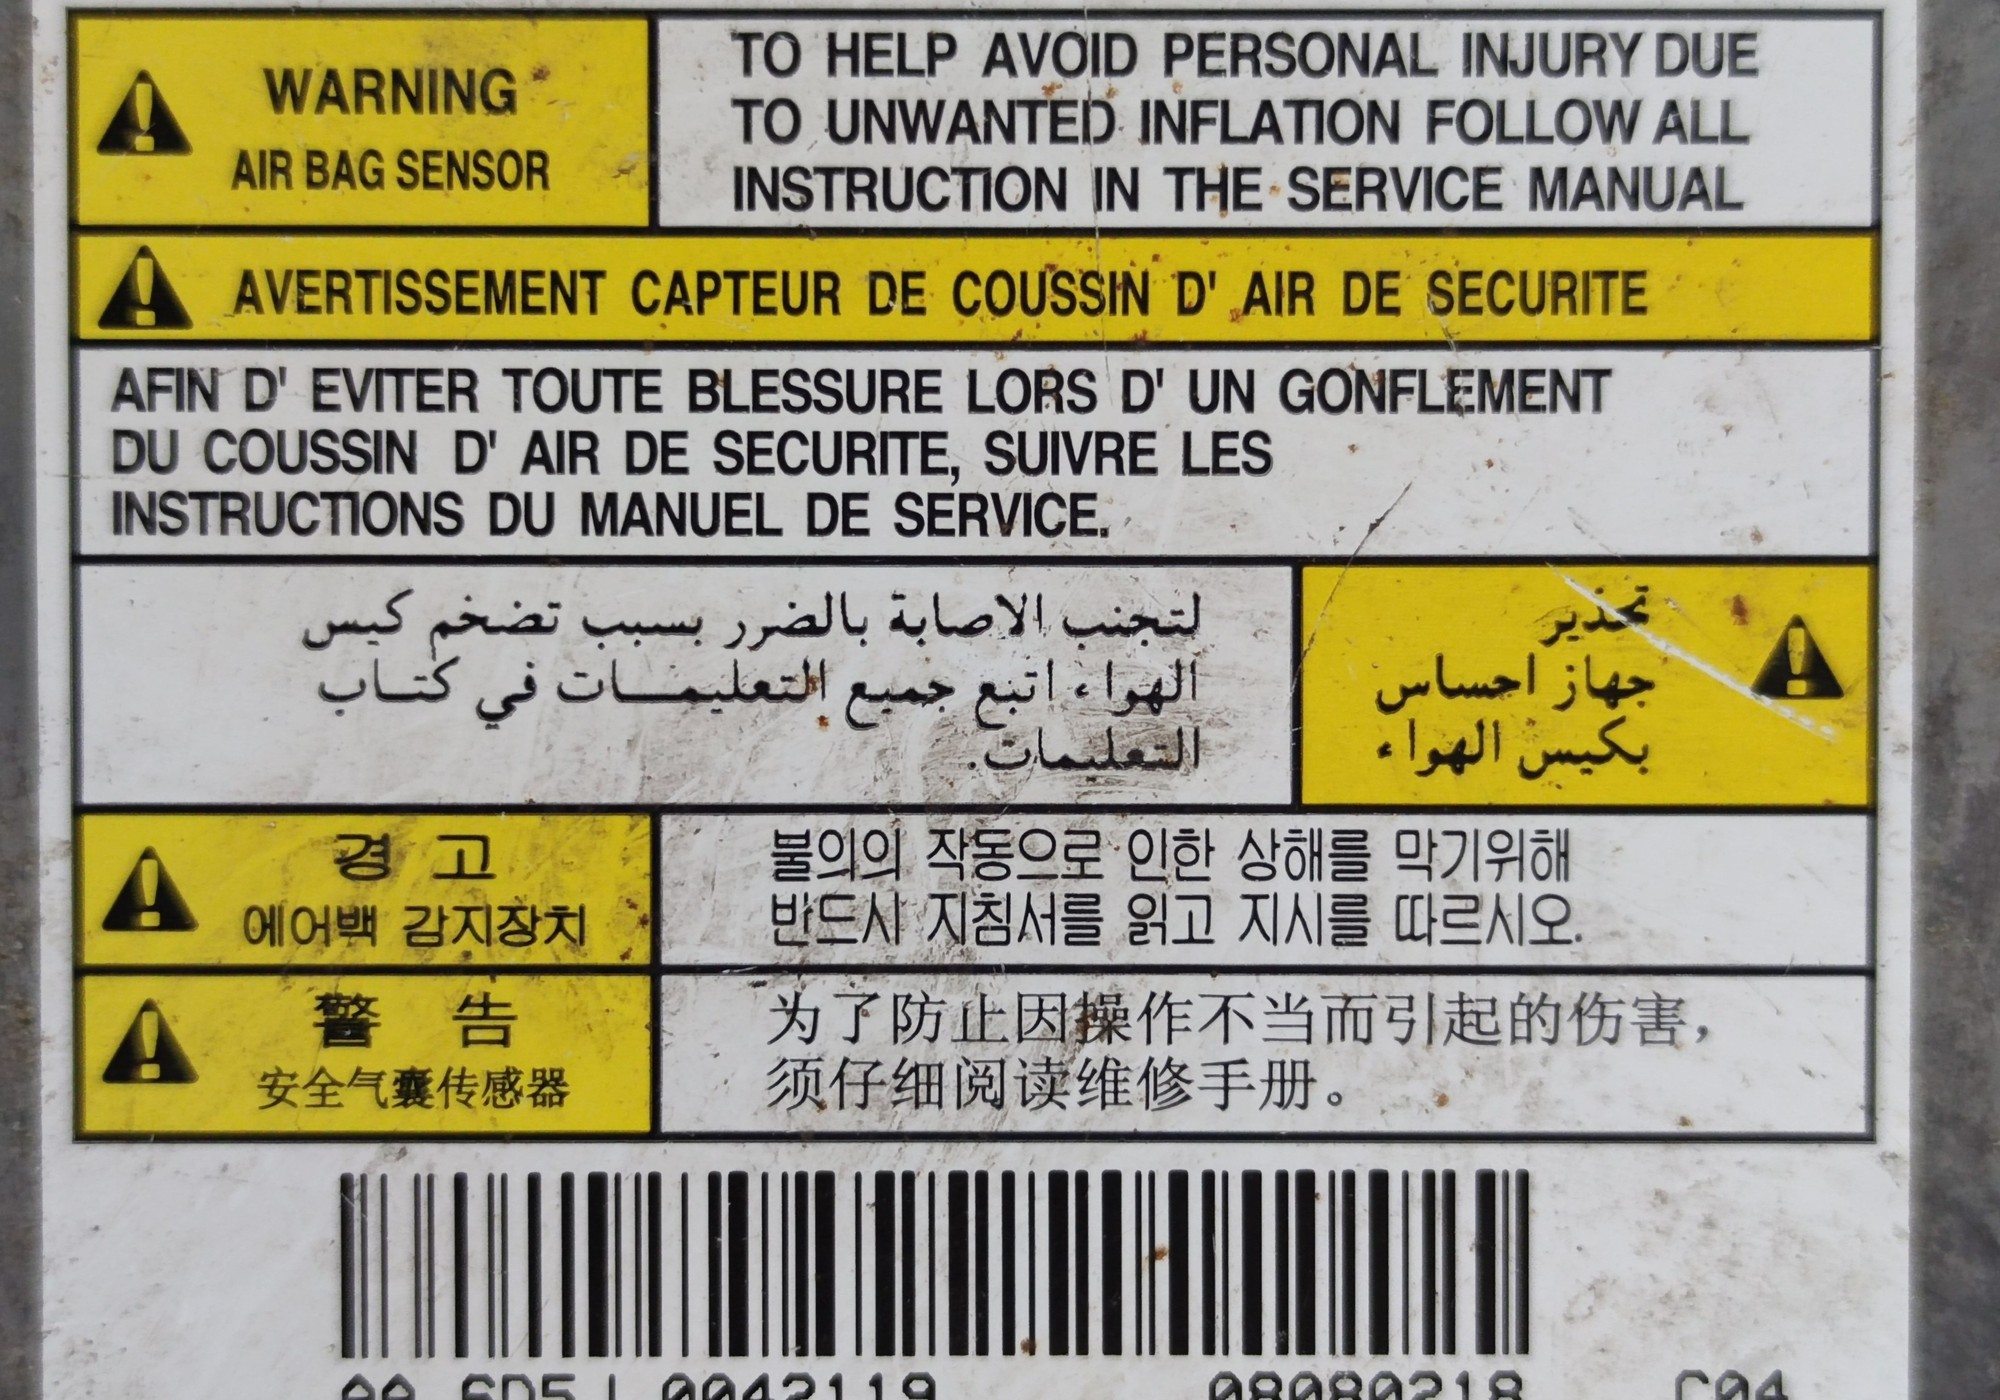 WARNING
AIR BAG SENSOR
TO HELP AVOID PERSONAL INJURY DUE
TO UNWANTED INFLATION FOLLOW ALL
INSTRUCTION IN THE SERVICE MANUAL
AVERTISSEMENT CAPTEUR DE COUSSIN D' AIR DE SECURITE
AFIN D' EVITER TOUTE BLESSURE LORS D' UN GONFLEMENT
DU COUSSIN D' AIR DE SECURITE, SUIVRE LES
INSTRUCTIONS DU MANUEL DE SERVICE.
تحذير
جهاز احساس
بكيس الهواء
لتجنب الاصابة بالضرر بسبب تضخم كيس
الهواء اتبع جميع التعليمات في كتاب
التعليمات.
경 고
에어백 감지장치
불의의 작동으로 인한 상해를 막기위해
반드시 지침서를 읽고 지시를 따르시오.
警 告
安全气囊传感器
为了防止因操作不当而引起的伤害，
须仔细阅读维修手册。
0042119 08080218 C04